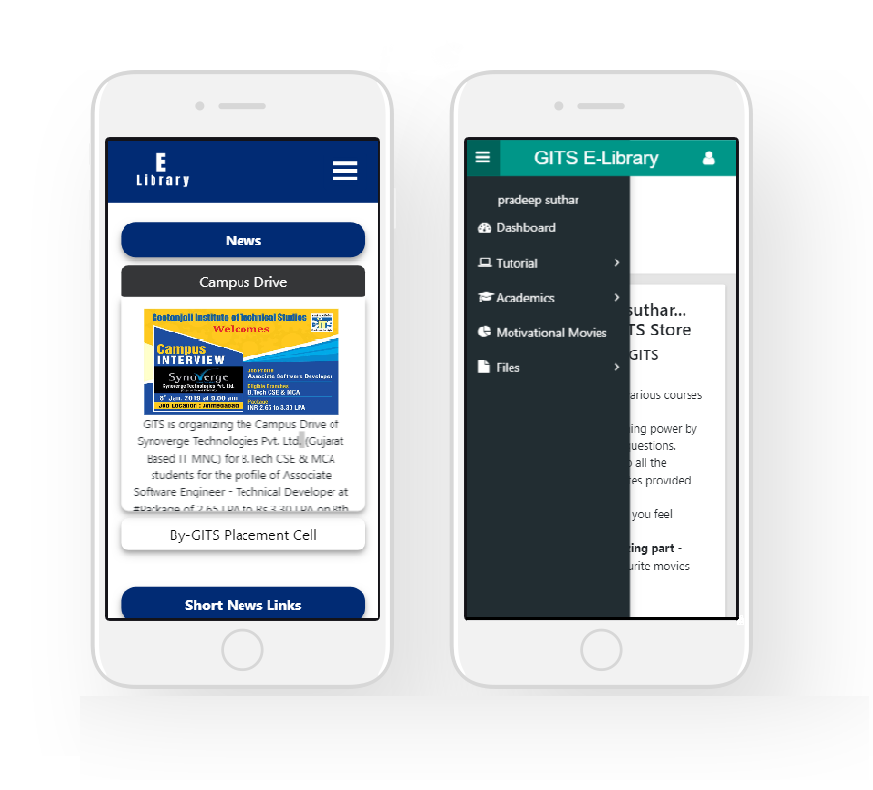 E
Library
News
Campus Drive
Geetanjali Institute of Technical Studies
GITS
Welcomes
Campus
INTERVIEW
Synoverge
Synoverge Technologies Pvt. Ltd.
8th Jan. 2019 at 9.00 am
Job Location : Ahmedabad
Job Profile
Associate Software Developer
Eligible Branches
B.Tech CSE & MCA
Package
INR 2.65 to 3.30 LPA
GITS is organizing the Campus Drive of
Synoverge Technologies Pvt. Ltd. (Gujarat
Based IT MNC) for B.Tech CSE & MCA
students for the profile of Associate
Software Engineer - Technical Developer at
#Package of 2.65 LPA to Rs 3.30 LPA on 8th
By-GITS Placement Cell
Short News Links
GITS E-Library
pradeep suthar
Dashboard
Tutorial
Academics
Motivational Movies
Files
suthar...
TS Store
GITS
arious courses
ing power by
uestions.
all the
es provided
you feel
ing part -
urite movies